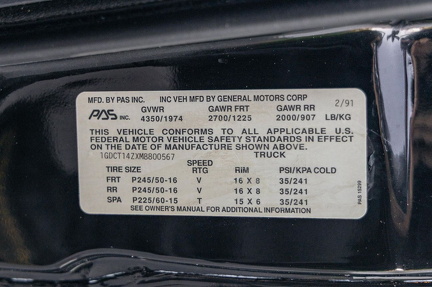 MFG. BY PAS INC. INC VEH MFD BY GENERAL MOTORS CORP
PAS INC. GVWR GAWR FRT GAWR RR 2/91
4350/1974 2700/1225 2000/907 LB/KG
THIS VEHICLE CONFORMS TO ALL APPLICABLE U.S.
FEDERAL MOTOR VEHICLE SAFETY STANDARDS IN EFFECT
ON THE DATE OF MANUFACTURE SHOWN ABOVE.
1GDCT14ZXM8800567 TRUCK
TIRE SIZE SPEED RTG RIM PSI/KPA COLD
FRT P245/50-16 V 16 X 8 35/241
RR P245/50-16 V 16 X 8 35/241
SPA P225/60-15 T 15 X 6 35/241
SEE OWNER'S MANUAL FOR ADDITIONAL INFORMATION